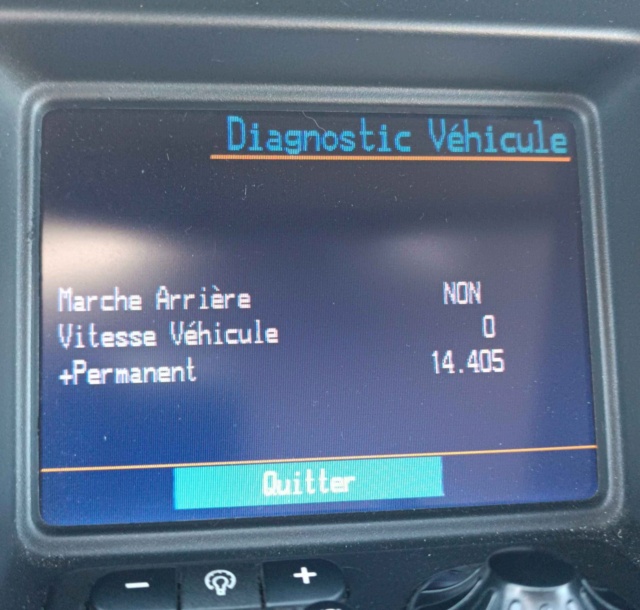 Diagnostic Véhicule
Marche Arrière NON
Vitesse Véhicule 0
+Permanent 14.405
Quitter
- +